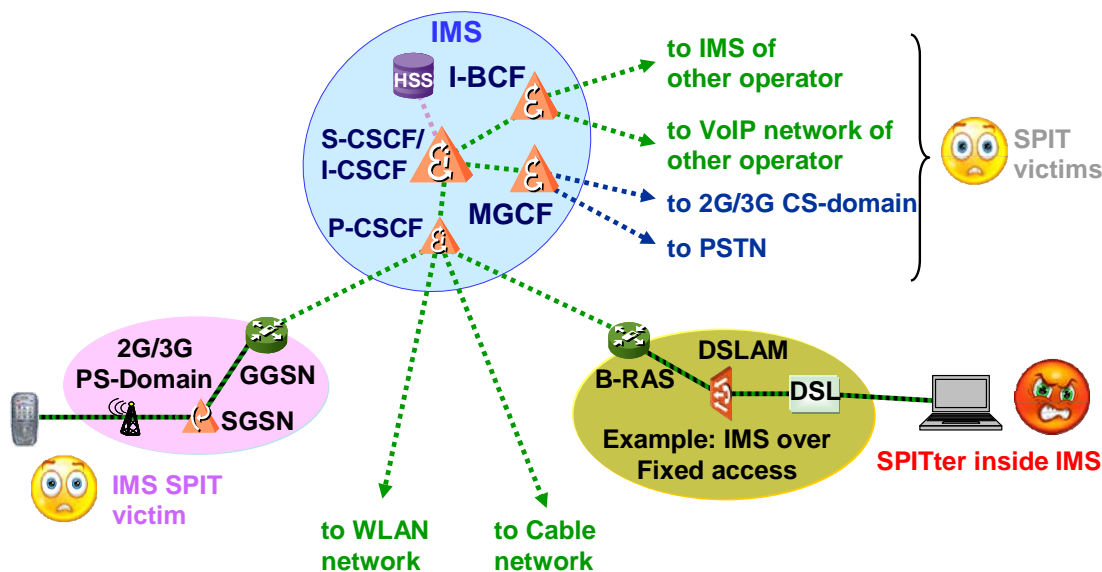 IMS
HSS
I-BCF
S-CSCF/
I-CSCF
MGCF
P-CSCF
to IMS of
other operator
to VoIP network of
other operator
to 2G/3G CS-domain
to PSTN
SPIT
victims
2G/3G
PS-Domain
GGSN
SGSN
IMS SPIT
victim
to WLAN
network
to Cable
network
DSLAM
B-RAS
DSL
Example: IMS over
Fixed access
SPITter inside IMS